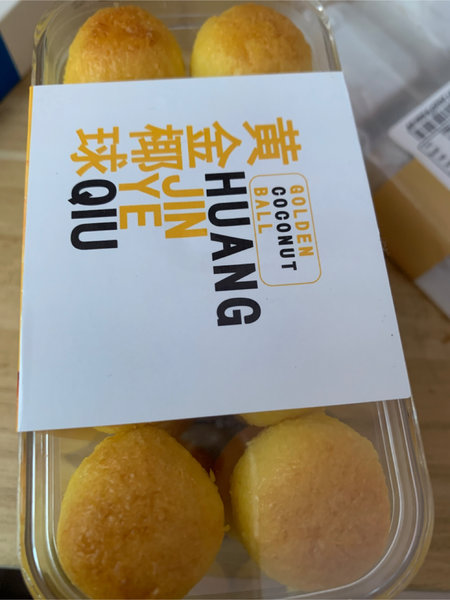 黄 HUANG
金 JIN
椰 YE
球 QIU
GOLDEN
COCONUT
BALL